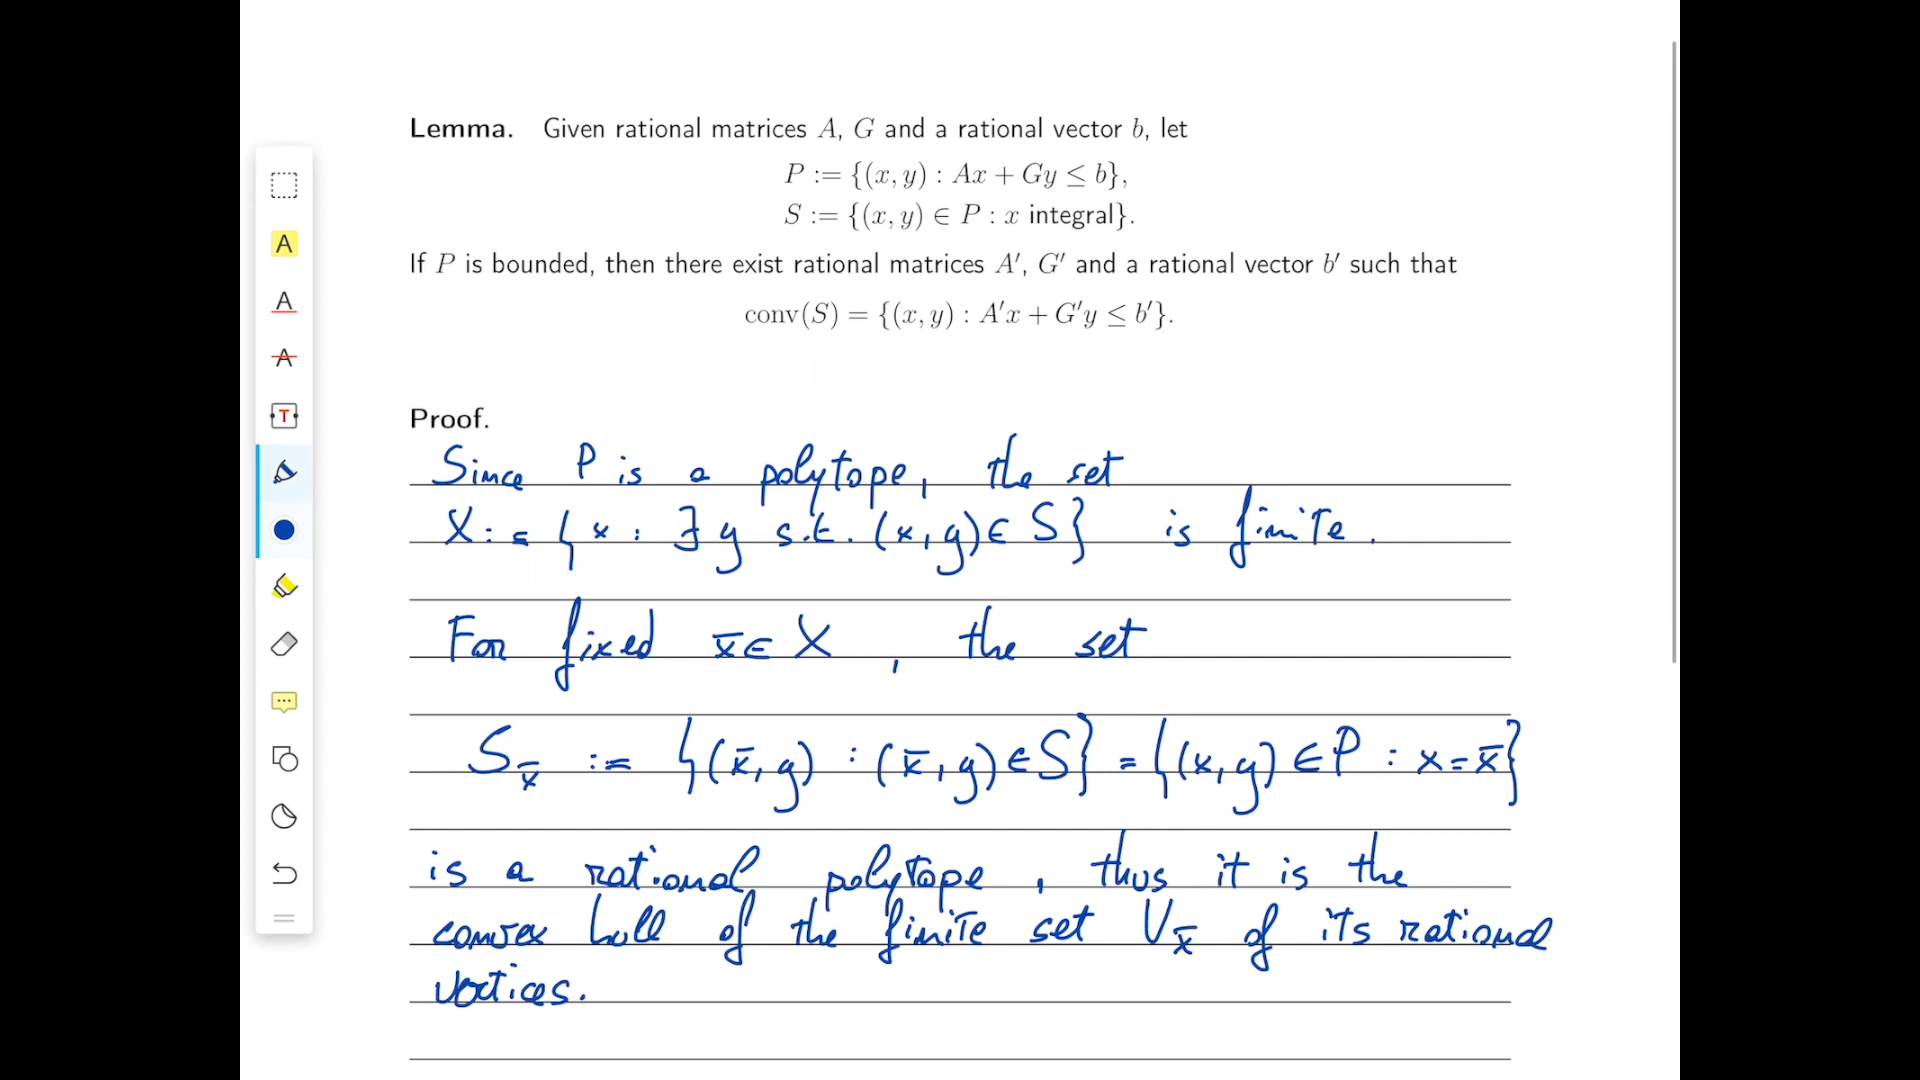 Lemma. Given rational matrices A, G and a rational vector b, let
P := {(x, y) : Ax + Gy ≤ b},
S := {(x, y) ∈ P : x integral}.
If P is bounded, then there exist rational matrices A′, G′ and a rational vector b′ such that
conv(S) = {(x, y) : A′x + G′y ≤ b′}.
Proof.
Since P is a polytope, the set
X := {x : ∃ y s.t. (x, y) ∈ S} is finite.
For fixed x̄ ∈ X, the set
S_x̄ := {(x̄, y) : (x̄, y) ∈ S} = {(x, y) ∈ P : x = x̄}
is a rational polytope, thus it is the
convex hull of the finite set V_x̄ of its rational
vertices.
A
A
A
T